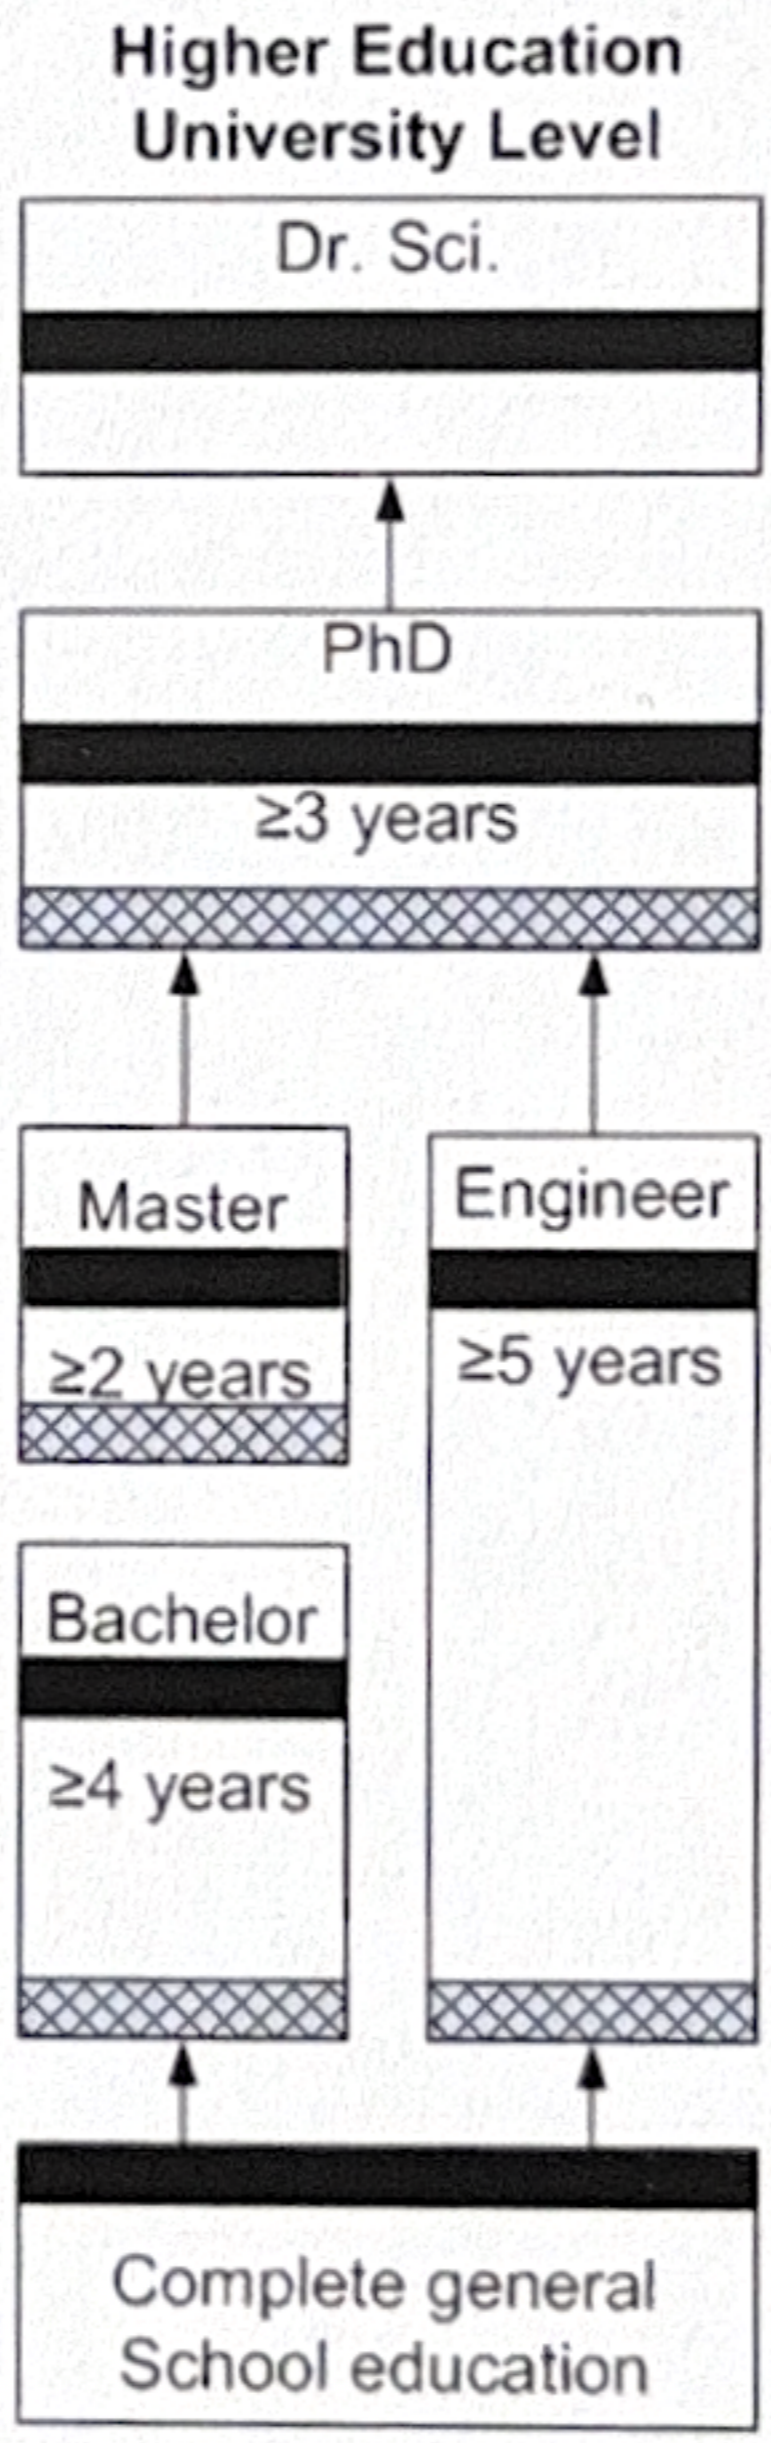 Higher Education
University Level
Dr. Sci.
PhD
≥3 years
Master
≥2 years
Engineer
≥5 years
Bachelor
≥4 years
Complete general
School education